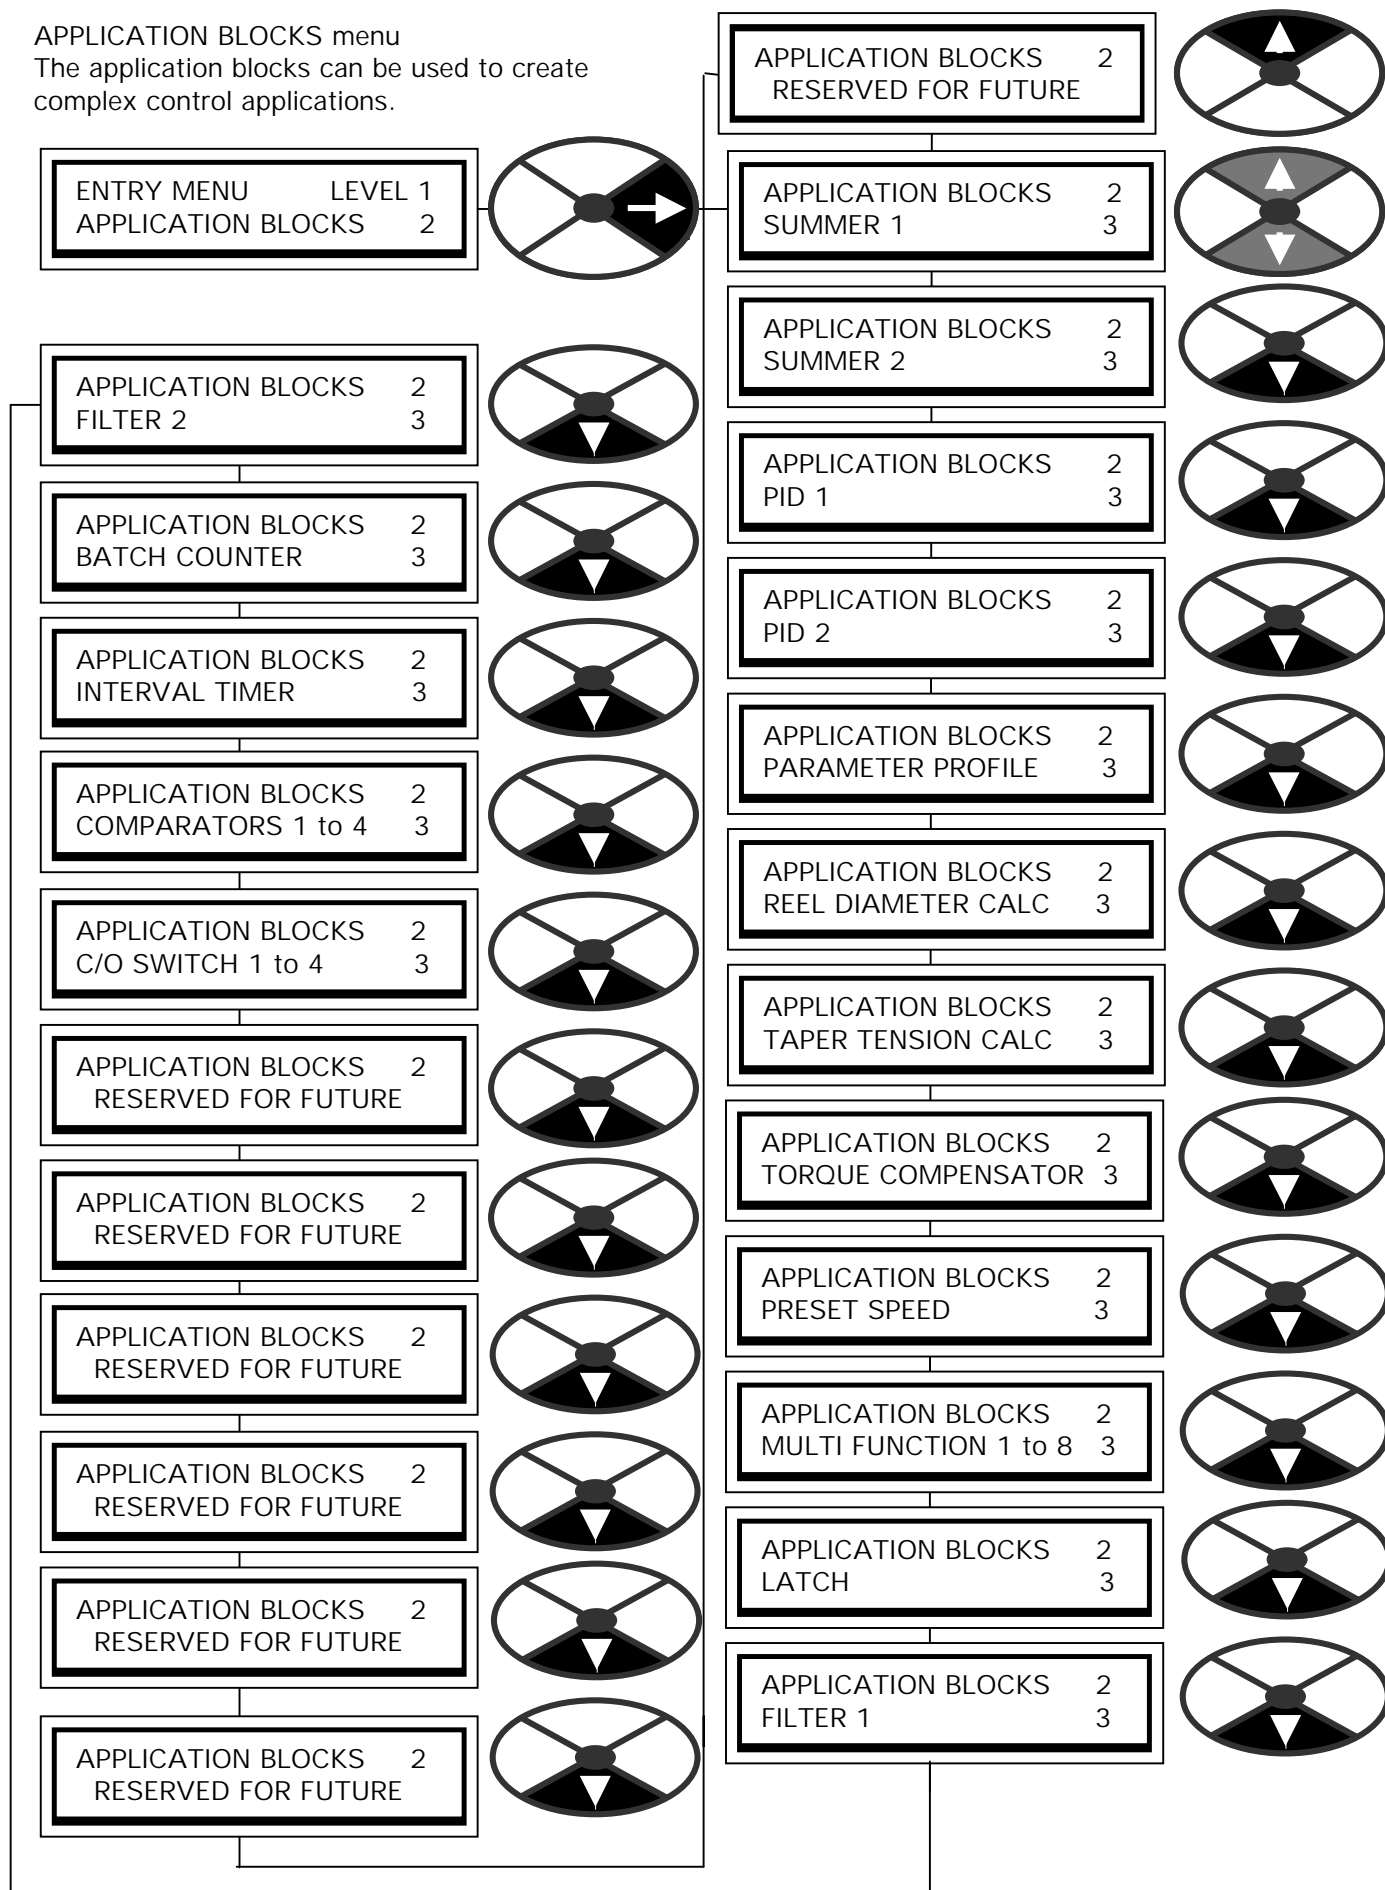 APPLICATION BLOCKS menu
The application blocks can be used to create
complex control applications.
ENTRY MENU LEVEL 1
APPLICATION BLOCKS 2
APPLICATION BLOCKS 2
FILTER 2 3
APPLICATION BLOCKS 2
BATCH COUNTER 3
APPLICATION BLOCKS 2
INTERVAL TIMER 3
APPLICATION BLOCKS 2
COMPARATORS 1 to 4 3
APPLICATION BLOCKS 2
C/O SWITCH 1 to 4 3
APPLICATION BLOCKS 2
RESERVED FOR FUTURE
APPLICATION BLOCKS 2
RESERVED FOR FUTURE
APPLICATION BLOCKS 2
RESERVED FOR FUTURE
APPLICATION BLOCKS 2
RESERVED FOR FUTURE
APPLICATION BLOCKS 2
RESERVED FOR FUTURE
APPLICATION BLOCKS 2
RESERVED FOR FUTURE
APPLICATION BLOCKS 2
RESERVED FOR FUTURE
APPLICATION BLOCKS 2
SUMMER 1 3
APPLICATION BLOCKS 2
SUMMER 2 3
APPLICATION BLOCKS 2
PID 1 3
APPLICATION BLOCKS 2
PID 2 3
APPLICATION BLOCKS 2
PARAMETER PROFILE 3
APPLICATION BLOCKS 2
REEL DIAMETER CALC 3
APPLICATION BLOCKS 2
TAPER TENSION CALC 3
APPLICATION BLOCKS 2
TORQUE COMPENSATOR 3
APPLICATION BLOCKS 2
PRESET SPEED 3
APPLICATION BLOCKS 2
MULTI FUNCTION 1 to 8 3
APPLICATION BLOCKS 2
LATCH 3
APPLICATION BLOCKS 2
FILTER 1 3